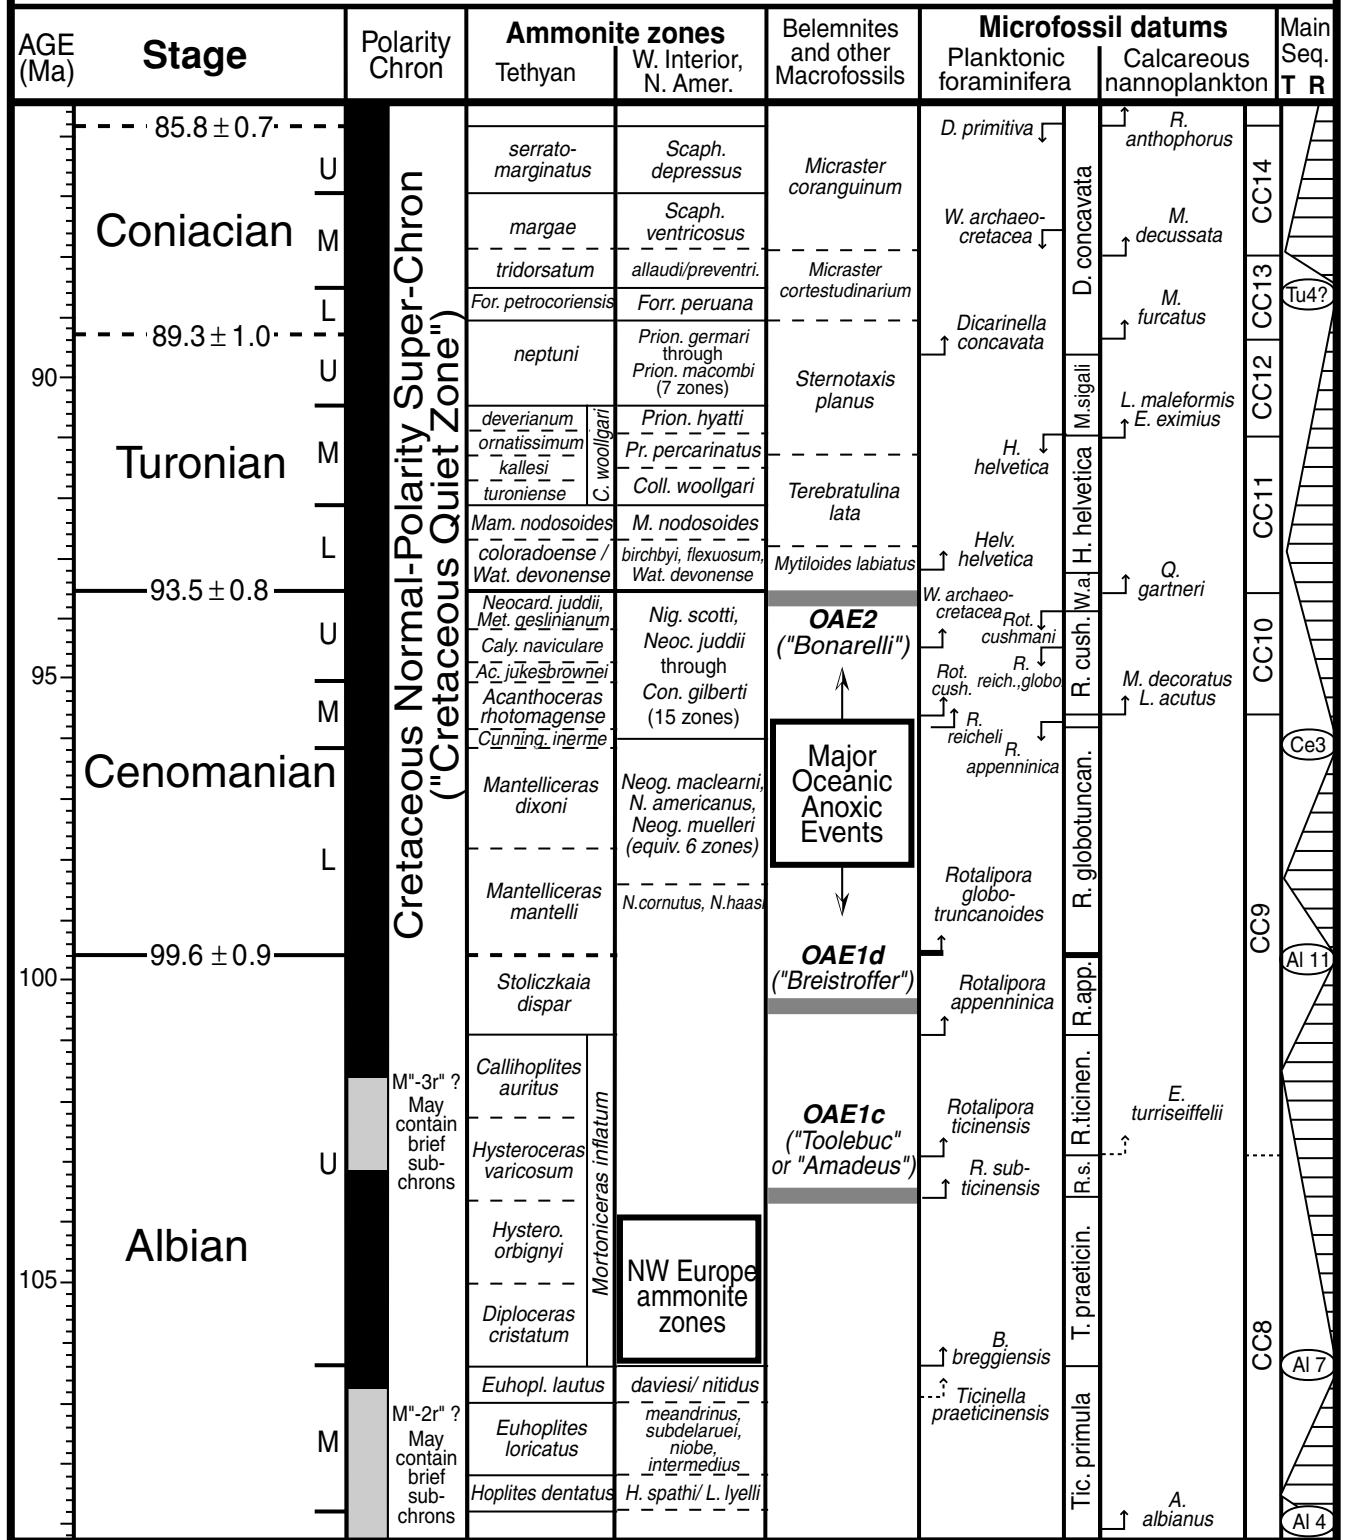 AGE
(Ma)
Stage
Polarity
Chron
Ammonite zones
Tethyan
W. Interior,
N. Amer.
Belemnites
and other
Macrofossils
Microfossil datums
Planktonic
foraminifera
Calcareous
nannoplankton
Main
Seq.
T R
90
95
100
105
85.8 ± 0.7
Coniacian
U
M
L
89.3 ± 1.0
Turonian
U
M
L
93.5 ± 0.8
Cenomanian
U
M
L
99.6 ± 0.9
Albian
U
M
Cretaceous Normal-Polarity Super-Chron
("Cretaceous Quiet Zone")
M"-3r" ?
May
contain
brief
sub-
chrons
M"-2r" ?
May
contain
brief
sub-
chrons
serrato-
marginatus
margae
tridorsatum
For. petrocoriensis
neptuni
deverianum
ornatissimum
kallesi
turoniense
C. woollgari
Mam. nodosoides
coloradoense /
Wat. devonense
Neocard. juddii,
Met. geslinianum
Caly. naviculare
Ac. jukesbrownei
Acanthoceras
rhotomagense
Cunning. inerme
Mantelliceras
dixoni
Mantelliceras
mantelli
Stoliczkaia
dispar
Callihoplites
auritus
Hysteroceras
varicosum
Hystero.
orbignyi
Diploceras
cristatum
Mortoniceras inflatum
Euhopl. lautus
Euhoplites
loricatus
Hoplites dentatus
Scaph.
depressus
Scaph.
ventricosus
allaudi/preventri.
Forr. peruana
Prion. germari
through
Prion. macombi
(7 zones)
Prion. hyatti
Pr. percarinatus
Coll. woollgari
M. nodosoides
birchbyi, flexuosum,
Wat. devonense
Nig. scotti,
Neoc. juddii
through
Con. gilberti
(15 zones)
Neog. maclearni,
N. americanus,
Neog. muelleri
(equiv. 6 zones)
N.cornutus, N.haasi
NW Europe
ammonite
zones
daviesi/ nitidus
meandrinus,
subdelaruei,
niobe,
intermedius
H. spathi/ L. lyelli
Micraster
coranguinum
Micraster
cortestudinarium
Sternotaxis
planus
Terebratulina
lata
Mytiloides labiatus
OAE2
("Bonarelli")
Major
Oceanic
Anoxic
Events
OAE1d
("Breistroffer")
OAE1c
("Toolebuc"
or "Amadeus")
D. primitiva
W. archaeo-
cretacea
Dicarinella
concavata
H.
helvetica
Helv.
helvetica
W. archaeo-
cretacea
Rot.
cushmani
R.
reich.,globo
Rot.
cush.
R.
reicheli
R.
appenninica
Rotalipora
globo-
truncanoides
Rotalipora
appenninica
Rotalipora
ticinensis
R. sub-
ticinensis
B.
breggiensis
Ticinella
praeticinensis
D. concavata
M.sigali
H. helvetica
W.a.
R. cush.
R. globotuncan.
R.app.
R.ticinen.
R.s.
T. praeticin.
Tic. primula
R.
anthophorus
M.
decussata
M.
furcatus
L. maleformis
E. eximius
Q.
gartneri
M. decoratus
L. acutus
E.
turriseiffelii
A.
albianus
CC14
CC13
CC12
CC11
CC10
CC9
CC8
Tu4?
Ce3
Al 11
Al 7
Al 4